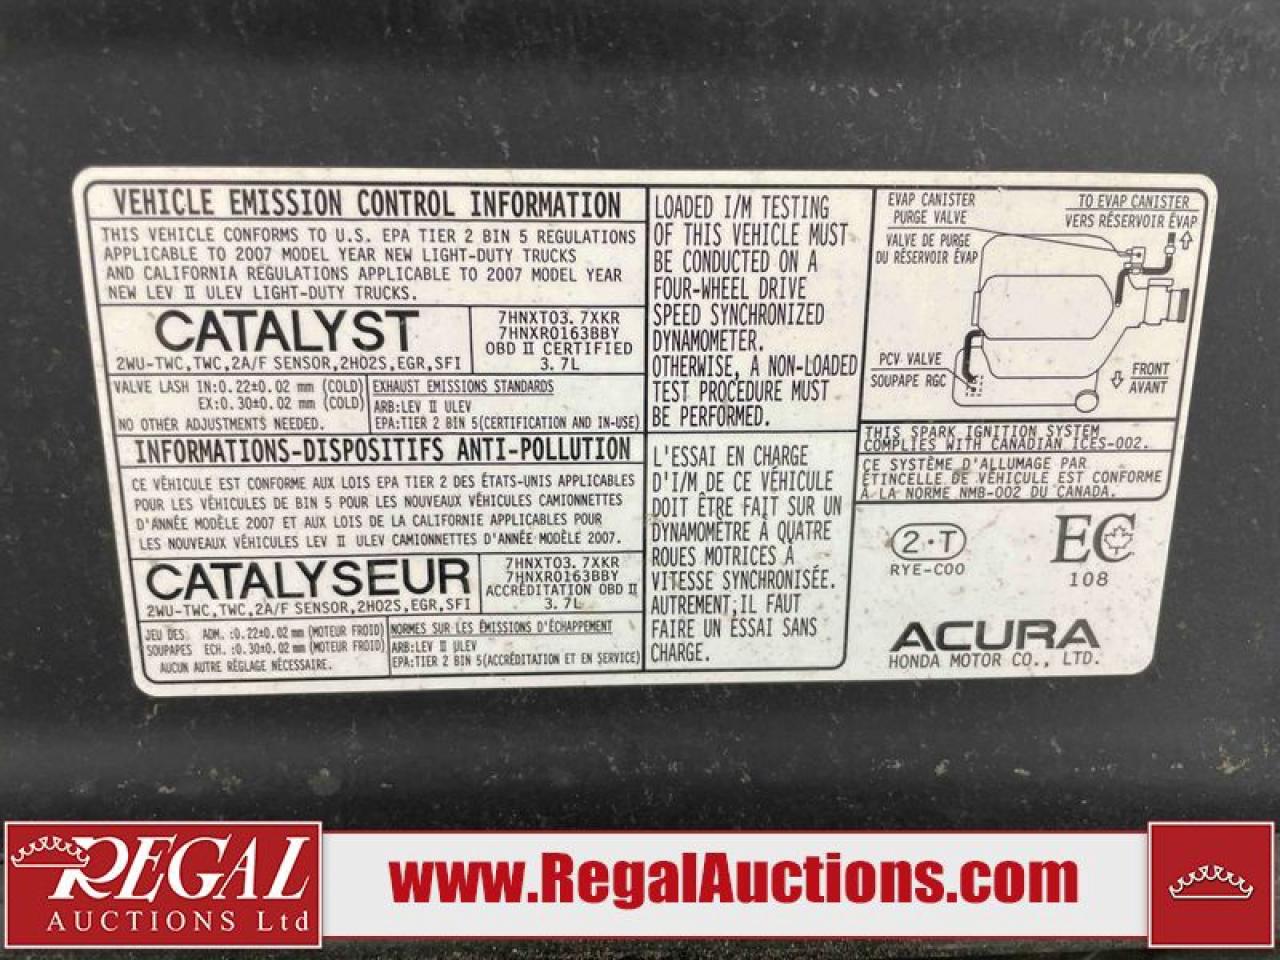 VEHICLE EMISSION CONTROL INFORMATION
THIS VEHICLE CONFORMS TO U.S. EPA TIER 2 BIN 5 REGULATIONS
APPLICABLE TO 2007 MODEL YEAR NEW LIGHT-DUTY TRUCKS
AND CALIFORNIA REGULATIONS APPLICABLE TO 2007 MODEL YEAR
NEW LEV II ULEV LIGHT-DUTY TRUCKS.
CATALYST
2WU-TWC,TWC,2A/F SENSOR,2HO2S,EGR,SFI
7HNXT03.7XKR
7HNXR0163BBY
OBD II CERTIFIED
3.7L
VALVE LASH IN:0.22±0.02 mm (COLD)
EX:0.30±0.02 mm (COLD)
NO OTHER ADJUSTMENTS NEEDED.
EXHAUST EMISSIONS STANDARDS
ARB:LEV II ULEV
EPA:TIER 2 BIN 5(CERTIFICATION AND IN-USE)
INFORMATIONS-DISPOSITIFS ANTI-POLLUTION
CE VÉHICULE EST CONFORME AUX LOIS EPA TIER 2 DES ÉTATS-UNIS APPLICABLES
POUR LES VÉHICULES DE BIN 5 POUR LES NOUVEAUX VÉHICULES CAMIONNETTES
D'ANNÉE MODÈLE 2007 ET AUX LOIS DE LA CALIFORNIE APPLICABLES POUR
LES NOUVEAUX VÉHICULES LEV II ULEV CAMIONNETTES D'ANNÉE MODÈLE 2007.
CATALYSEUR
2WU-TWC,TWC,2A/F SENSOR,2HO2S,EGR,SFI
7HNXT03.7XKR
7HNXR0163BBY
ACCRÉDITATION OBD II
3.7L
JEU DES ADM.:0.22±0.02 mm (MOTEUR FROID)
SOUPAPES ECH.:0.30±0.02 mm (MOTEUR FROID)
AUCUN AUTRE RÉGLAGE NÉCESSAIRE.
NORMES SUR LES ÉMISSIONS D'ÉCHAPPEMENT
ARB:LEV II ULEV
EPA:TIER 2 BIN 5(ACCRÉDITATION ET EN SERVICE)
LOADED I/M TESTING
OF THIS VEHICLE MUST
BE CONDUCTED ON A
FOUR-WHEEL DRIVE
SPEED SYNCHRONIZED
DYNAMOMETER.
OTHERWISE, A NON-LOADED
TEST PROCEDURE MUST
BE PERFORMED.
L'ESSAI EN CHARGE
D'I/M DE CE VÉHICULE
DOIT ÊTRE FAIT SUR UN
DYNAMOMÈTRE À QUATRE
ROUES MOTRICES À
VITESSE SYNCHRONISÉE.
AUTREMENT,IL FAUT
FAIRE UN ESSAI SANS
CHARGE.
EVAP CANISTER
PURGE VALVE
VALVE DE PURGE
DU RÉSERVOIR ÉVAP
TO EVAP CANISTER
VERS RÉSERVOIR ÉVAP
PCV VALVE
SOUPAPE RGC
FRONT
AVANT
THIS SPARK IGNITION SYSTEM
COMPLIES WITH CANADIAN ICES-002.
CE SYSTÈME D'ALLUMAGE PAR
ÉTINCELLE DE VÉHICULE EST CONFORME
À LA NORME NMB-002 DU CANADA.
2·T
RYE-C00
EC
108
ACURA
HONDA MOTOR CO., LTD.
REGAL
AUCTIONS Ltd
www.RegalAuctions.com